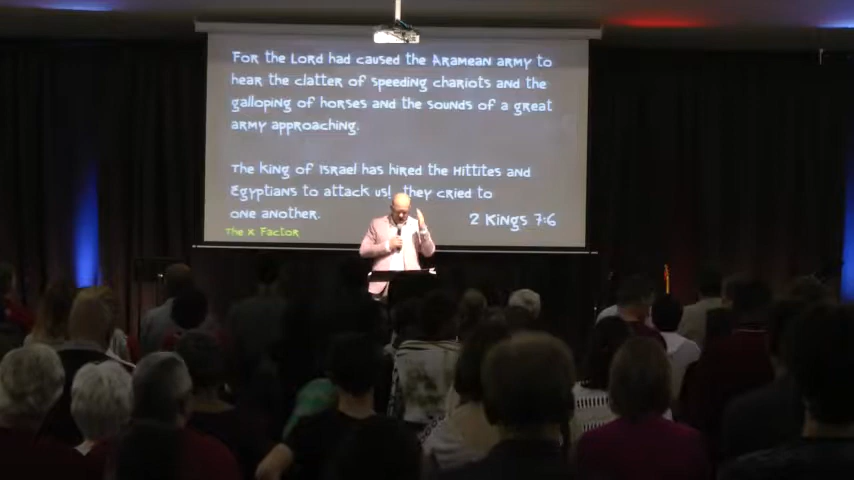 For the Lord had caused the Aramean army to
hear the clatter of speeding chariots and the
galloping of horses and the sounds of a great
army approaching.
The king of Israel has hired the Hittites and
Egyptians to attack us! they cried to
one another.
2 Kings 7:6
The X Factor